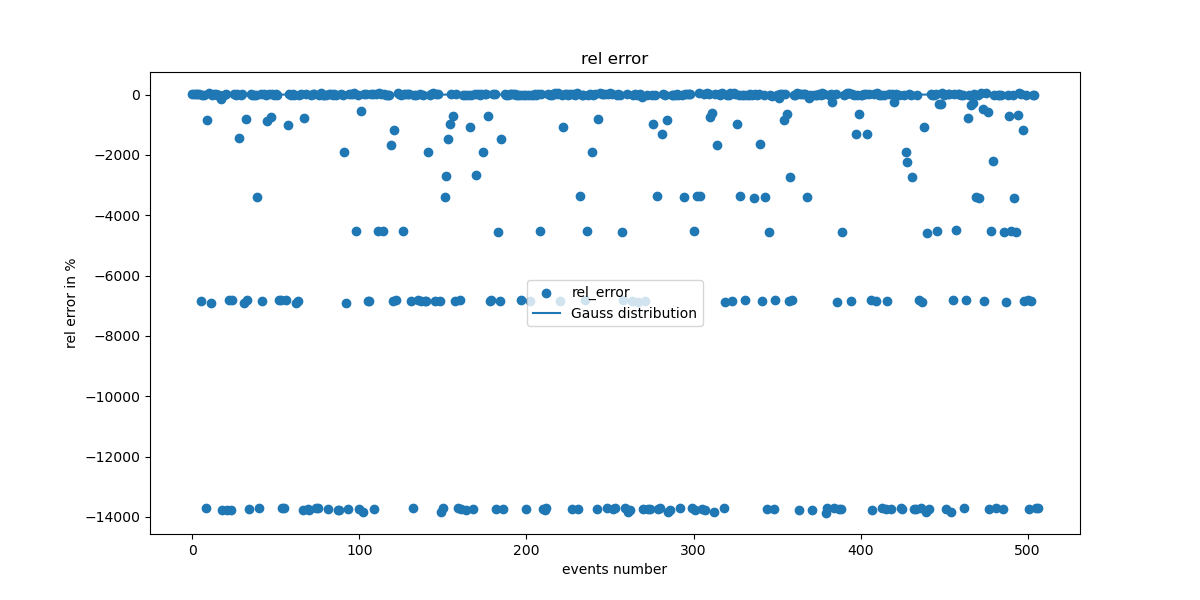 rel error
0
−2000
−4000
−6000
−8000
−10000
−12000
−14000
rel error in %
rel_error
Gauss distribution
0 100 200 300 400 500
events number